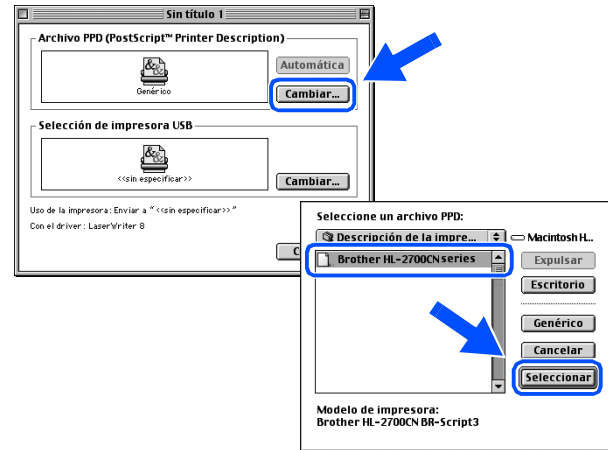 Sin título 1
Archivo PPD (PostScript™ Printer Description)
Automática
Genérico
Cambiar...
Selección de impresora USB
<<sin especificar>>
Cambiar...
Uso de la impresora: Enviar a "<<sin especificar>>"
Con el driver: LaserWriter 8
C
Seleccione un archivo PPD:
Descripción de la impre...
Macintosh H...
Brother HL-2700CN series
Expulsar
Escritorio
Genérico
Cancelar
Seleccionar
Modelo de impresora:
Brother HL-2700CN BR-Script3